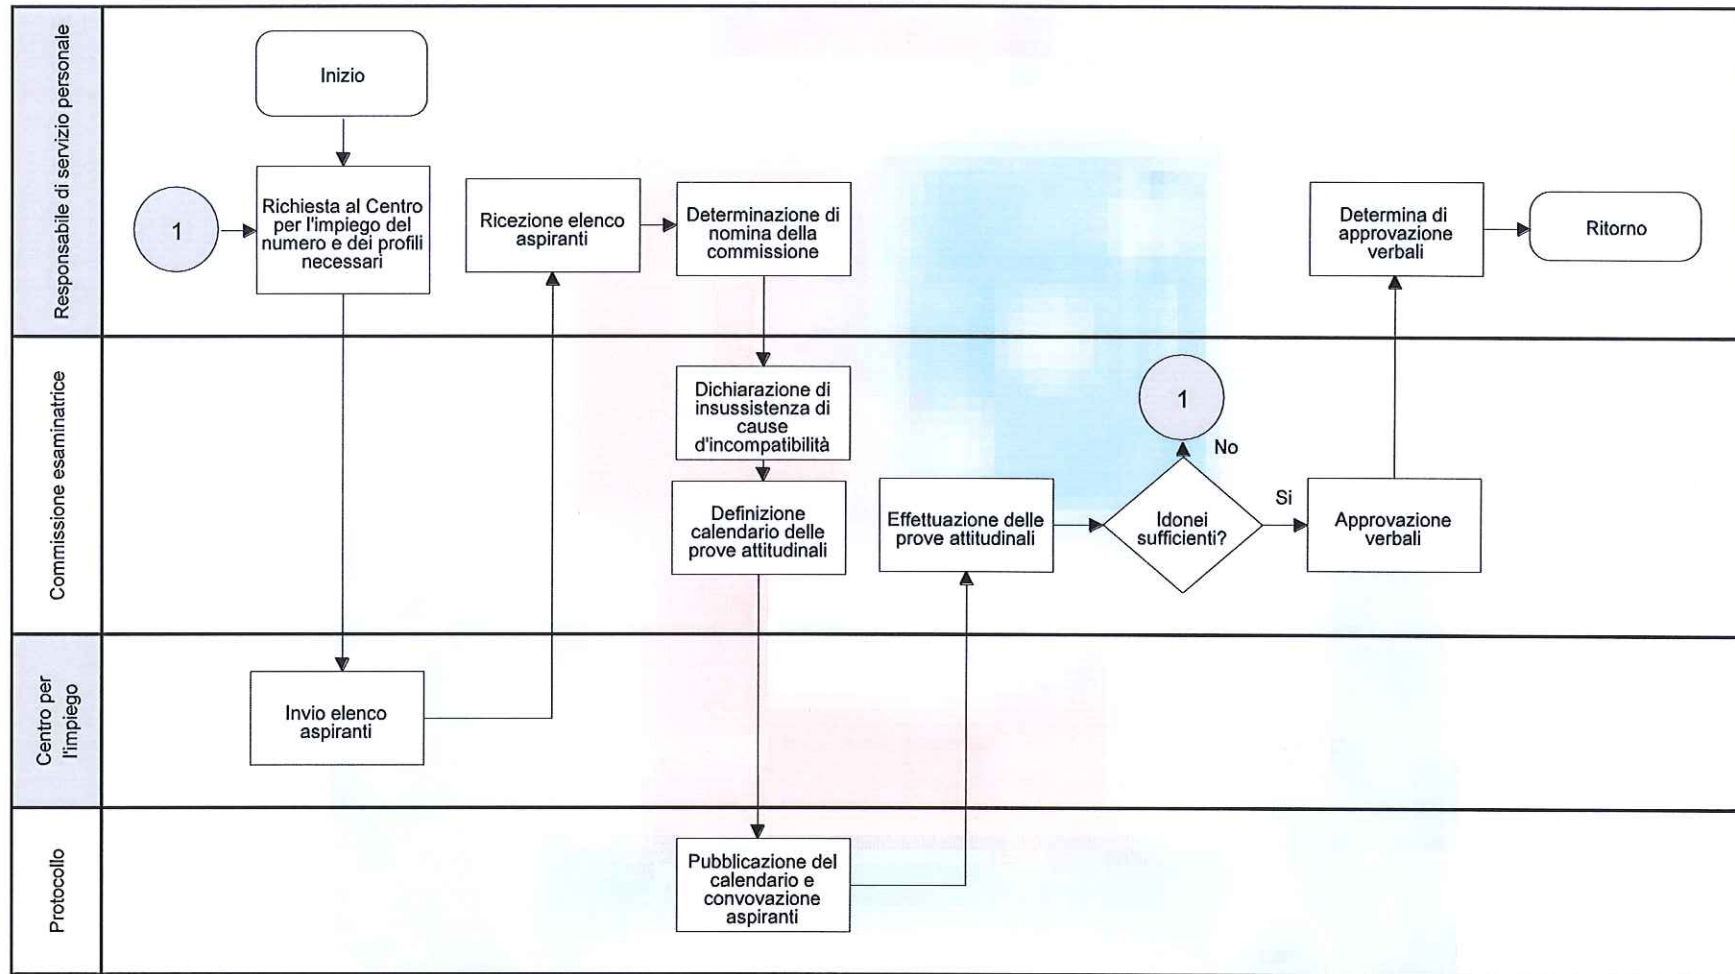 Responsabile di servizio personale
Inizio
1
Richiesta al Centro
per l'impiego del
numero e dei profili
necessari
Ricezione elenco
aspiranti
Determinazione di
nomina della
commissione
Determina di
approvazione
verbali
Ritorno
Commissione esaminatrice
Dichiarazione di
insussistenza di
cause
d'incompatibilità
Definizione
calendario delle
prove attitudinali
Effettuazione delle
prove attitudinali
1
No
Idonei
sufficienti?
Si
Approvazione
verbali
Centro per
l'impiego
Invio elenco
aspiranti
Protocollo
Pubblicazione del
calendario e
convovazione
aspiranti